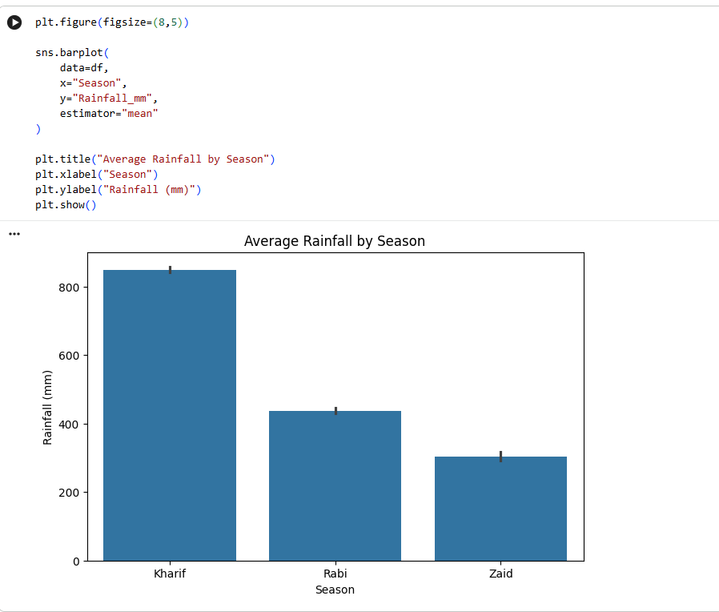 plt.figure(figsize=(8,5))
sns.barplot(
    data=df,
    x="Season",
    y="Rainfall_mm",
    estimator="mean"
)
plt.title("Average Rainfall by Season")
plt.xlabel("Season")
plt.ylabel("Rainfall (mm)")
plt.show()
Average Rainfall by Season
800
600
400
200
0
Rainfall (mm)
Kharif Rabi Zaid
Season